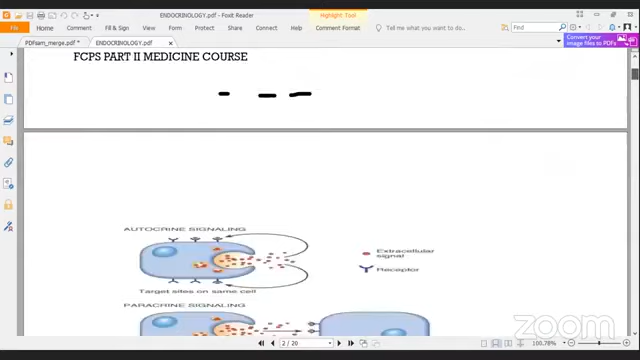 ENDOCRINOLOGY.pdf - Foxit Reader
Highlight Tool
File Home Comment Fill & Sign View Form Protect Share Help Comment Format Tell me what you want to do... Find
PDFsam_merge.pdf * ENDOCRINOLOGY.pdf
Convert your
image files to PDFs
FCPS PART II MEDICINE COURSE
AUTOCRINE SIGNALING
Extracellular
signal
Receptor
Target sites on same cell
PARACRINE SIGNALING
zoom
2 / 20
100.78%